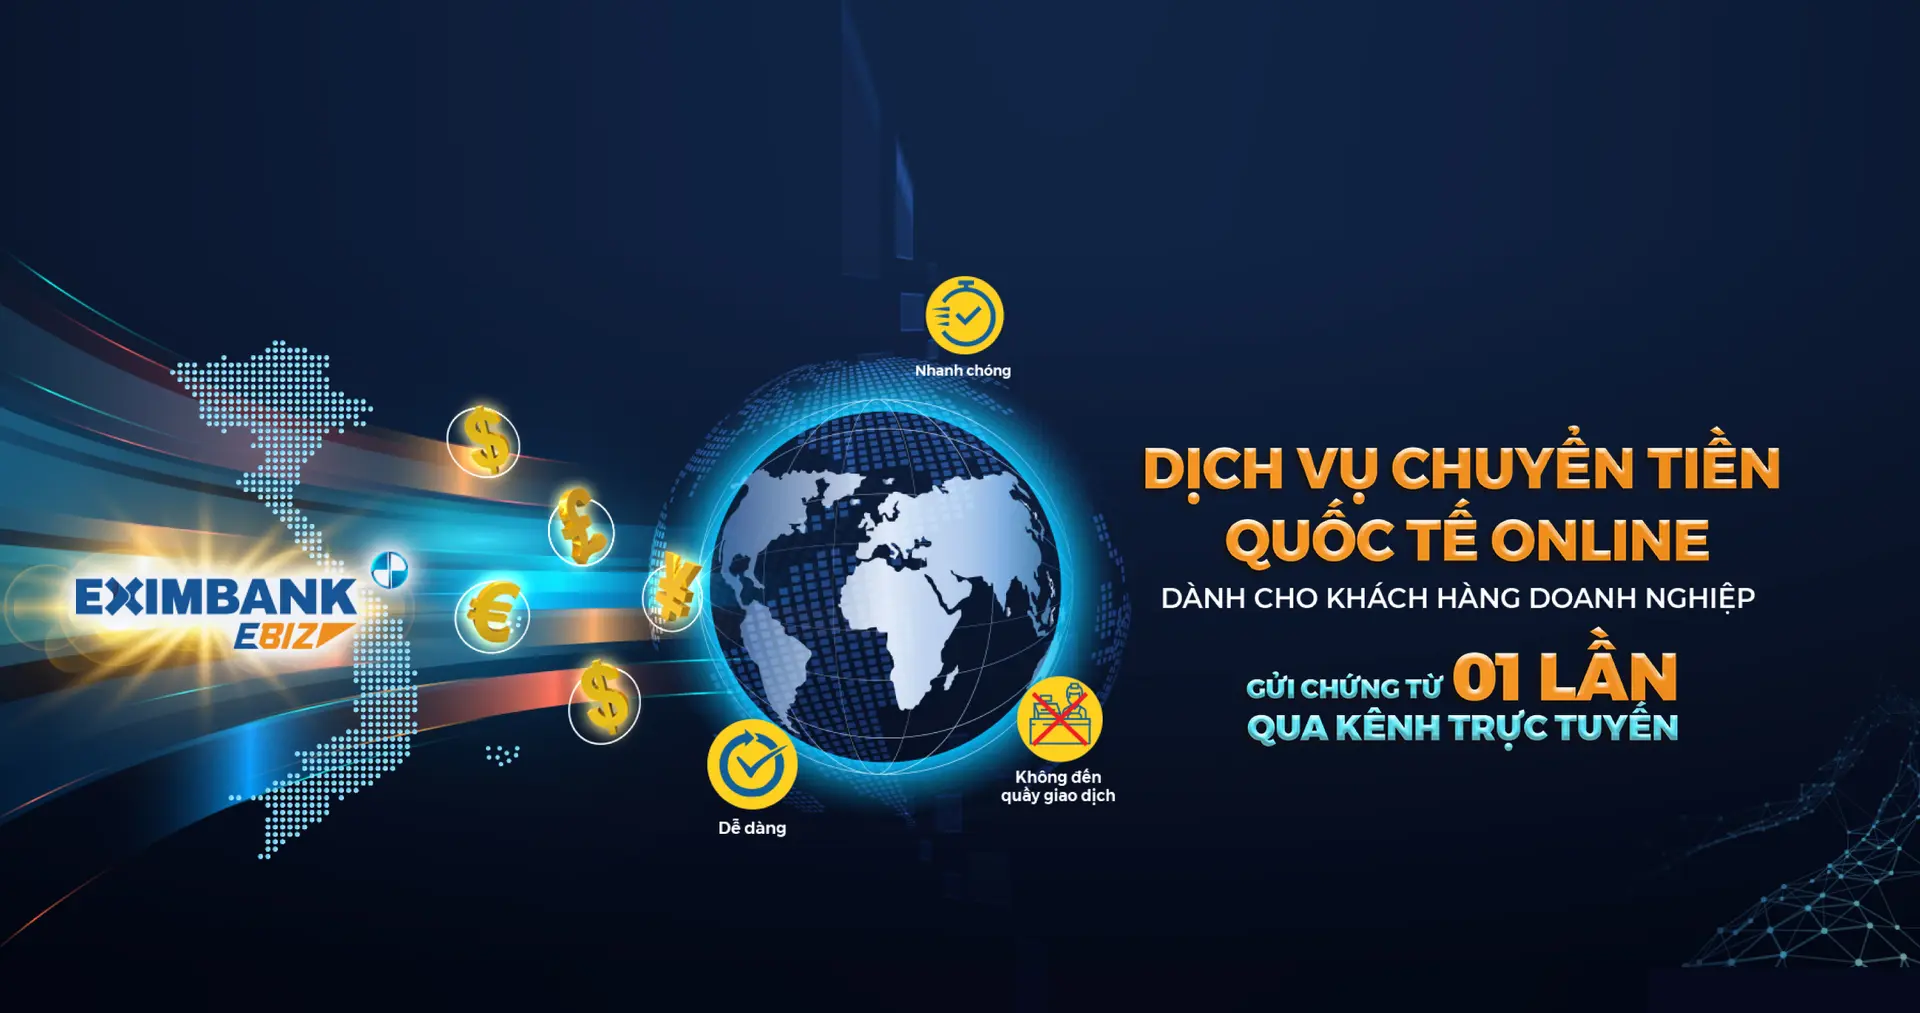 Nhanh chóng
DỊCH VỤ CHUYỂN TIỀN
QUỐC TẾ ONLINE
DÀNH CHO KHÁCH HÀNG DOANH NGHIỆP
GỬI CHỨNG TỪ 01 LẦN
QUA KÊNH TRỰC TUYẾN
EXIMBANK
EBIZ
Không đến
quầy giao dịch
Dễ dàng